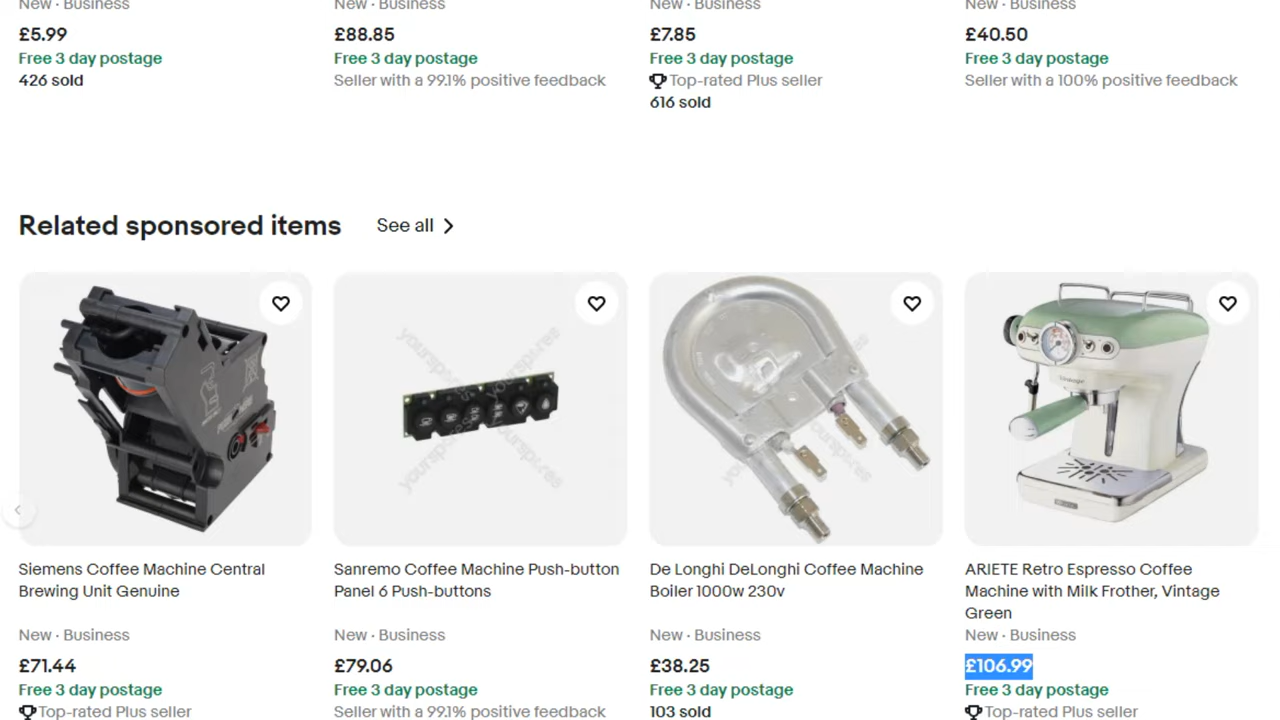 New · Business
New · Business
New · Business
New · Business
£5.99
£88.85
£7.85
£40.50
Free 3 day postage
Free 3 day postage
Free 3 day postage
Free 3 day postage
426 sold
Seller with a 99.1% positive feedback
Top-rated Plus seller
Seller with a 100% positive feedback
616 sold
Related sponsored items
See all
yourspares
yourspares
Siemens Coffee Machine Central
Brewing Unit Genuine
Sanremo Coffee Machine Push-button
Panel 6 Push-buttons
De Longhi DeLonghi Coffee Machine
Boiler 1000w 230v
ARIETE Retro Espresso Coffee
Machine with Milk Frother, Vintage
Green
New · Business
New · Business
New · Business
New · Business
£71.44
£79.06
£38.25
£106.99
Free 3 day postage
Free 3 day postage
Free 3 day postage
Free 3 day postage
Top-rated Plus seller
Seller with a 99.1% positive feedback
103 sold
Top-rated Plus seller